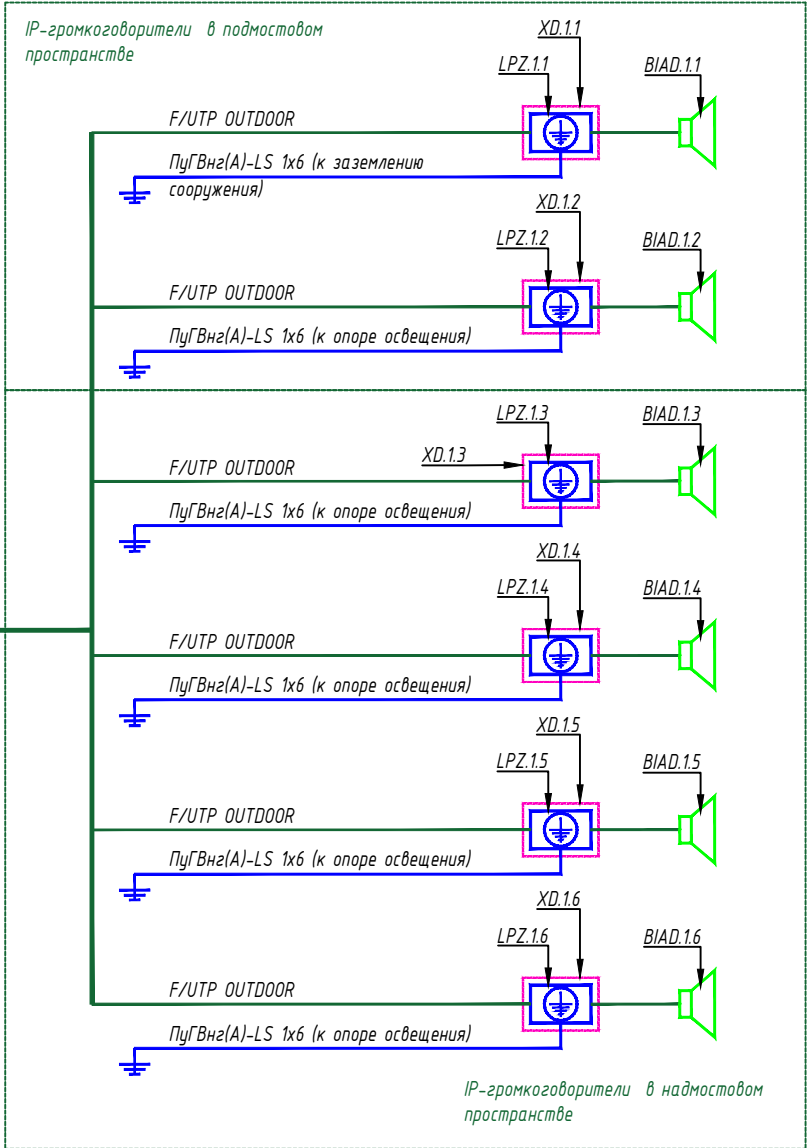 IP-громкоговорители в подмостовом
пространстве
XD.1.1
LPZ.1.1
BIAD.1.1
F/UTP OUTDOOR
ПуГВнг(А)-LS 1x6 (к заземлению
сооружения)
XD.1.2
LPZ.1.2
BIAD.1.2
F/UTP OUTDOOR
ПуГВнг(А)-LS 1x6 (к опоре освещения)
LPZ.1.3
BIAD.1.3
XD.1.3
F/UTP OUTDOOR
ПуГВнг(А)-LS 1x6 (к опоре освещения)
XD.1.4
LPZ.1.4
BIAD.1.4
F/UTP OUTDOOR
ПуГВнг(А)-LS 1x6 (к опоре освещения)
XD.1.5
LPZ.1.5
BIAD.1.5
F/UTP OUTDOOR
ПуГВнг(А)-LS 1x6 (к опоре освещения)
XD.1.6
LPZ.1.6
BIAD.1.6
F/UTP OUTDOOR
ПуГВнг(А)-LS 1x6 (к опоре освещения)
IP-громкоговорители в надмостовом
пространстве